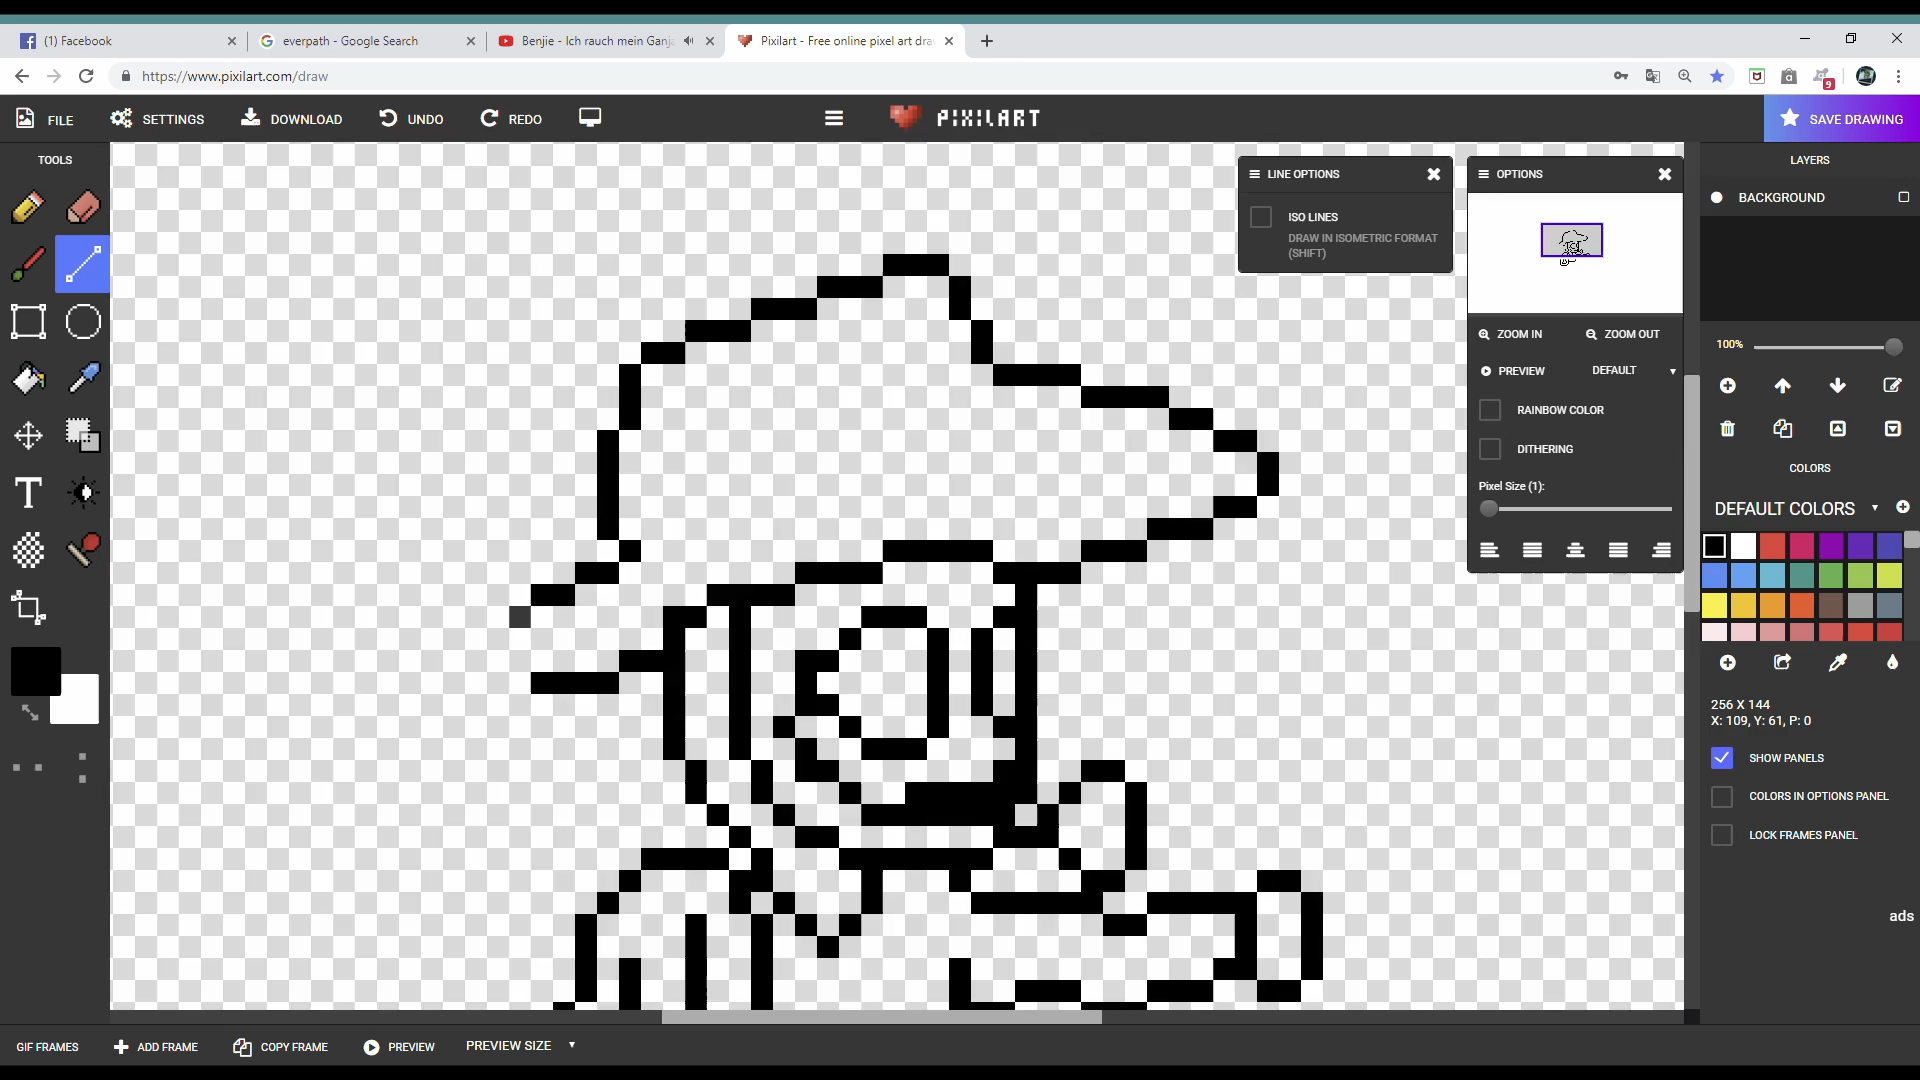 (1) Facebook
everpath - Google Search
Benjie - Ich rauch mein Ganja
Pixilart - Free online pixel art dra
https://www.pixilart.com/draw
9
FILE
SETTINGS
DOWNLOAD
UNDO
REDO
PIXILART
SAVE DRAWING
TOOLS
LINE OPTIONS
ISO LINES
DRAW IN ISOMETRIC FORMAT
(SHIFT)
OPTIONS
ZOOM IN
ZOOM OUT
PREVIEW
DEFAULT
RAINBOW COLOR
DITHERING
Pixel Size (1):
LAYERS
BACKGROUND
100%
COLORS
DEFAULT COLORS
256 X 144
X: 109, Y: 61, P: 0
SHOW PANELS
COLORS IN OPTIONS PANEL
LOCK FRAMES PANEL
ads
GIF FRAMES
ADD FRAME
COPY FRAME
PREVIEW
PREVIEW SIZE